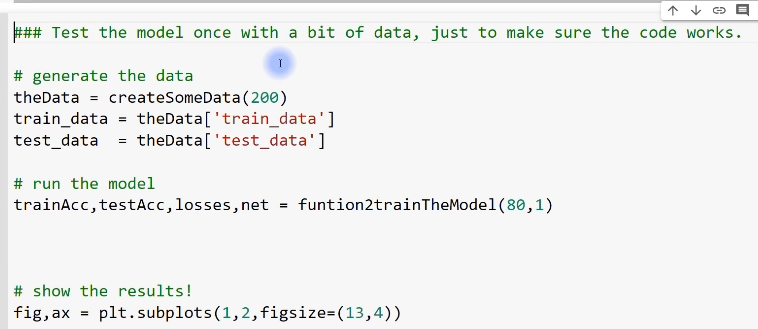 ### Test the model once with a bit of data, just to make sure the code works.
# generate the data
theData = createSomeData(200)
train_data = theData['train_data']
test_data  = theData['test_data']
# run the model
trainAcc,testAcc,losses,net = funtion2trainTheModel(80,1)
# show the results!
fig,ax = plt.subplots(1,2,figsize=(13,4))